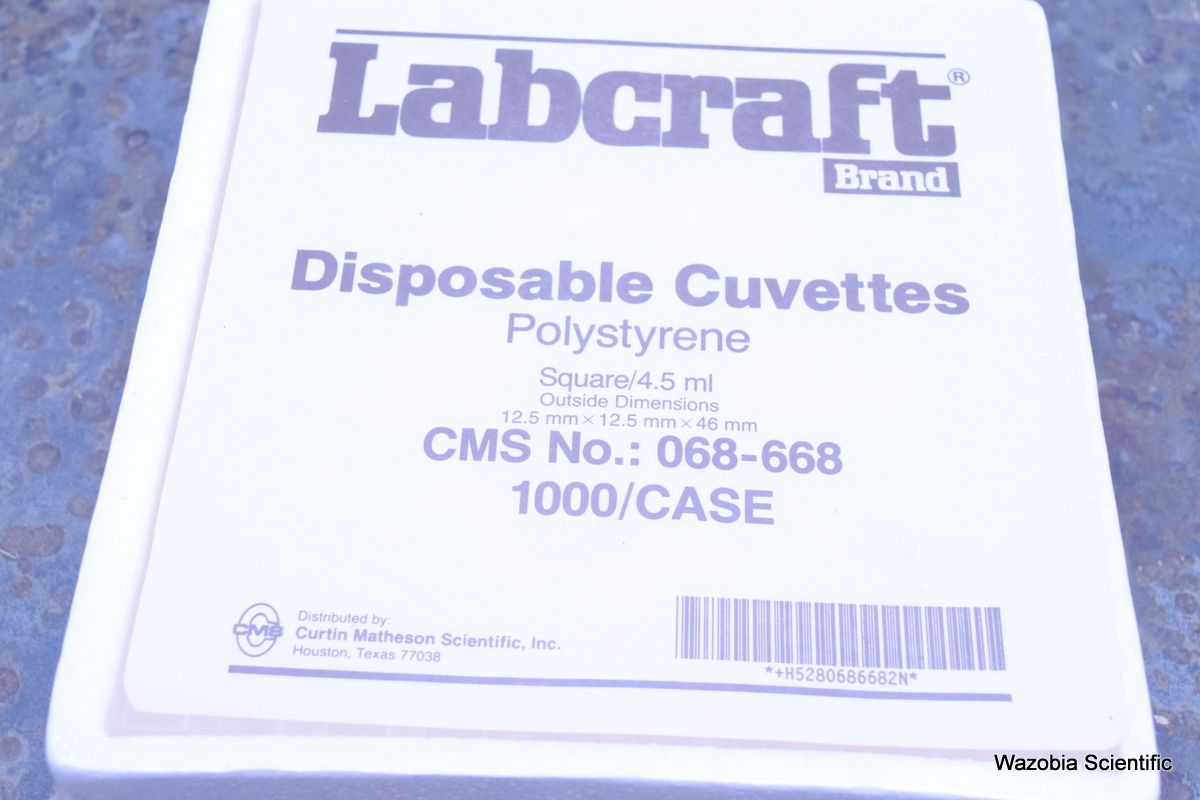 Labcraft®
Brand
Disposable Cuvettes
Polystyrene
Square/4.5 ml
Outside Dimensions
12.5 mm × 12.5 mm × 46 mm
CMS No.: 068-668
1000/CASE
CMS
Distributed by:
Curtin Matheson Scientific, Inc.
Houston, Texas 77038
*+H5280686682N*
Wazobia Scientific